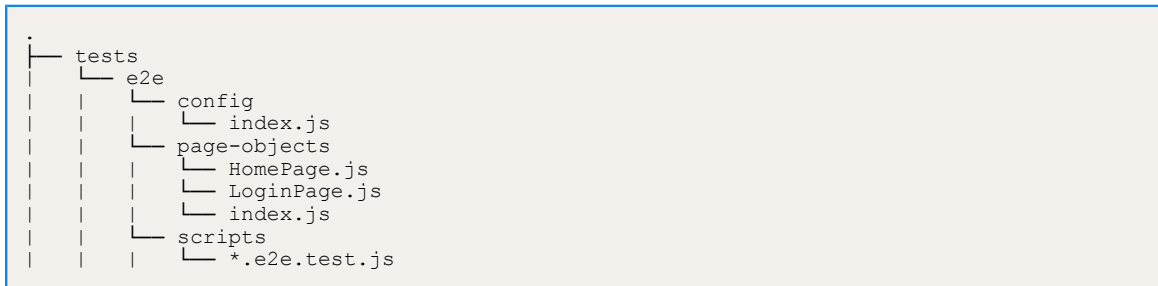 .
├── tests
|   └── e2e
|   |   └── config
|   |   |   └── index.js
|   |   └── page-objects
|   |   |   └── HomePage.js
|   |   |   └── LoginPage.js
|   |   |   └── index.js
|   |   └── scripts
|   |   |   └── *.e2e.test.js